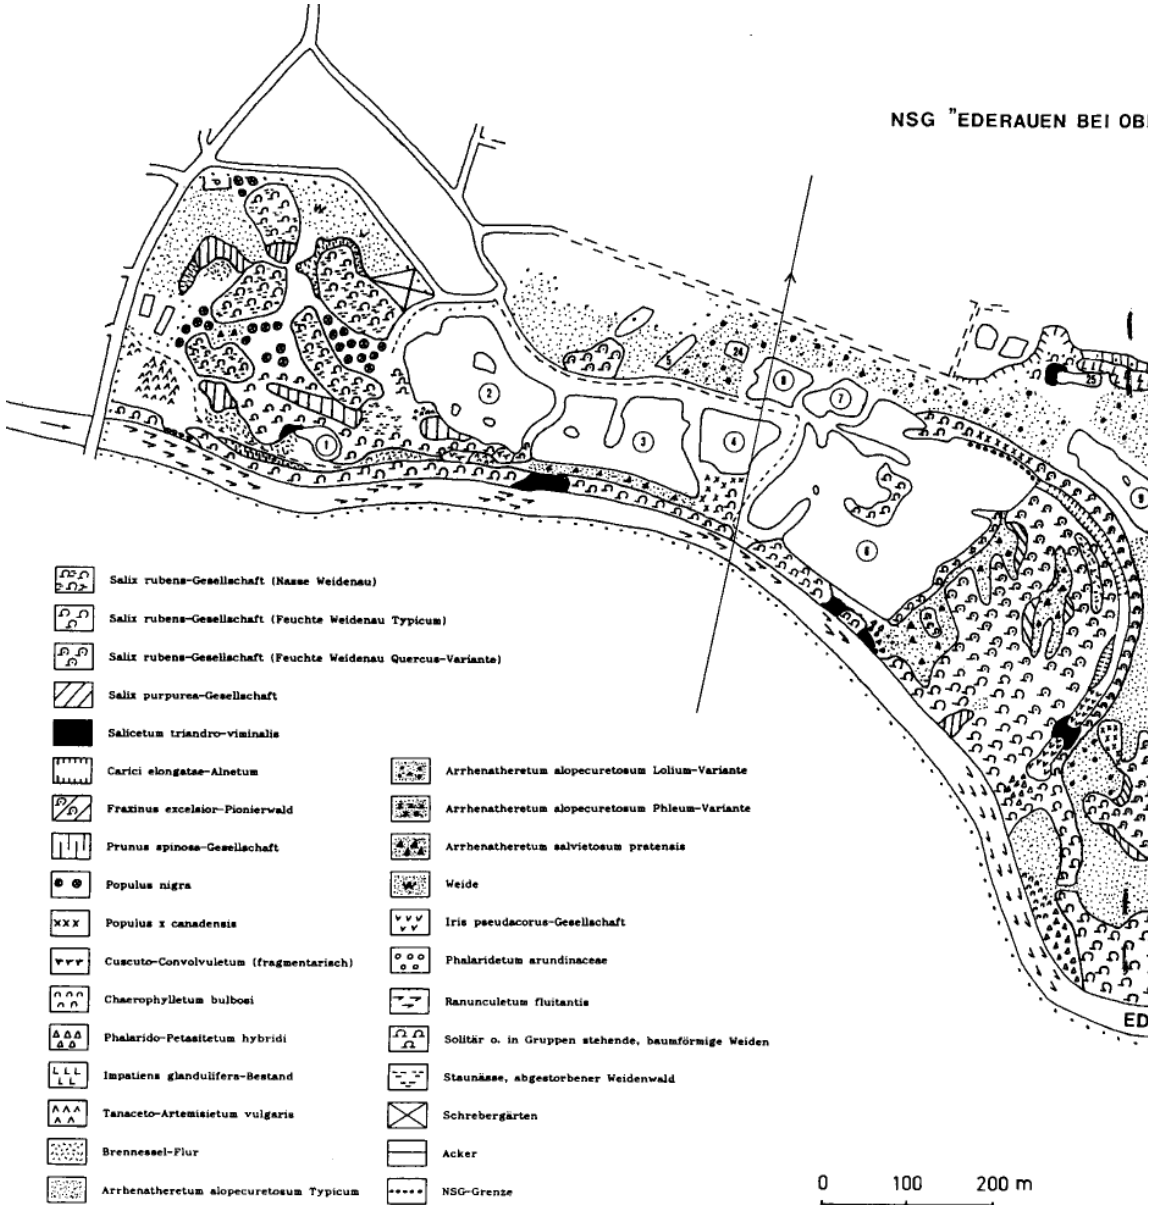 NSG "EDERAUEN BEI OB
24
5
8
7
25
2
3
4
9
1
6
Salix rubens-Gesellschaft (Nasse Weidenau)
Salix rubens-Gesellschaft (Feuchte Weidenau Typicum)
Salix rubens-Gesellschaft (Feuchte Weidenau Quercus-Variante)
Salix purpurea-Gesellschaft
Salicetum triandro-viminalis
Carici elongatae-Alnetum
Fraxinus excelsior-Pionierwald
Prunus spinosa-Gesellschaft
Populus nigra
Populus x canadensis
Cuscuto-Convolvuletum (fragmentarisch)
Chaerophylletum bulbosi
Phalarido-Petasitetum hybridi
Impatiens glandulifera-Bestand
Tanaceto-Artemisietum vulgaris
Brennessel-Flur
Arrhenatheretum alopecuretosum Typicum
Arrhenatheretum alopecuretosum Lolium-Variante
Arrhenatheretum alopecuretosum Phleum-Variante
Arrhenatheretum salvietosum pratensis
Weide
Iris pseudacorus-Gesellschaft
Phalaridetum arundinaceae
Ranunculetum fluitantis
Solitär o. in Gruppen stehende, baumförmige Weiden
Staunässe, abgestorbener Weidenwald
Schrebergärten
Acker
NSG-Grenze
ED
0 100 200 m